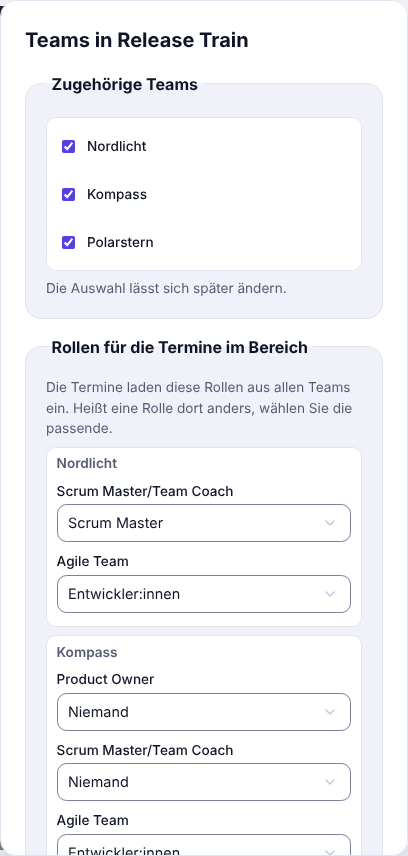 Teams in Release Train
Zugehörige Teams
Nordlicht
Kompass
Polarstern
Die Auswahl lässt sich später ändern.
Rollen für die Termine im Bereich
Die Termine laden diese Rollen aus allen Teams
ein. Heißt eine Rolle dort anders, wählen Sie die
passende.
Nordlicht
Scrum Master/Team Coach
Scrum Master
Agile Team
Entwickler:innen
Kompass
Product Owner
Niemand
Scrum Master/Team Coach
Niemand
Agile Team
Entwickler:innen